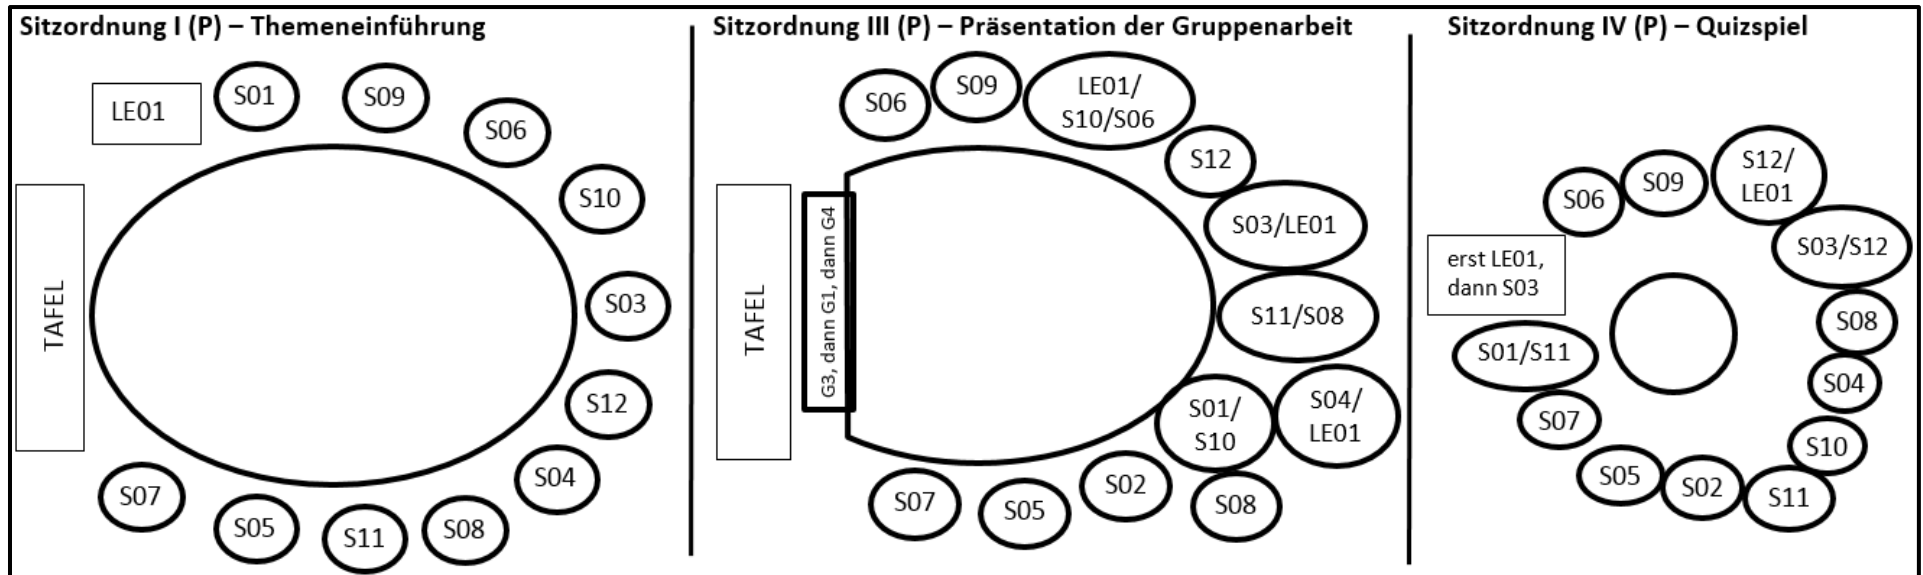 Sitzordnung I (P) – Themeneinführung
LE01
S01
S09
S06
S10
S03
S12
S04
S08
S11
S05
S07
TAFEL
Sitzordnung III (P) – Präsentation der Gruppenarbeit
S06
S09
LE01/
S10/S06
S12
S03/LE01
S11/S08
S04/
LE01
S01/
S10
S08
S02
S05
S07
TAFEL
G3, dann G1, dann G4
Sitzordnung IV (P) – Quizspiel
S06
S09
S12/
LE01
S03/S12
S08
S04
S10
S11
S02
S05
S07
S01/S11
erst LE01,
dann S03